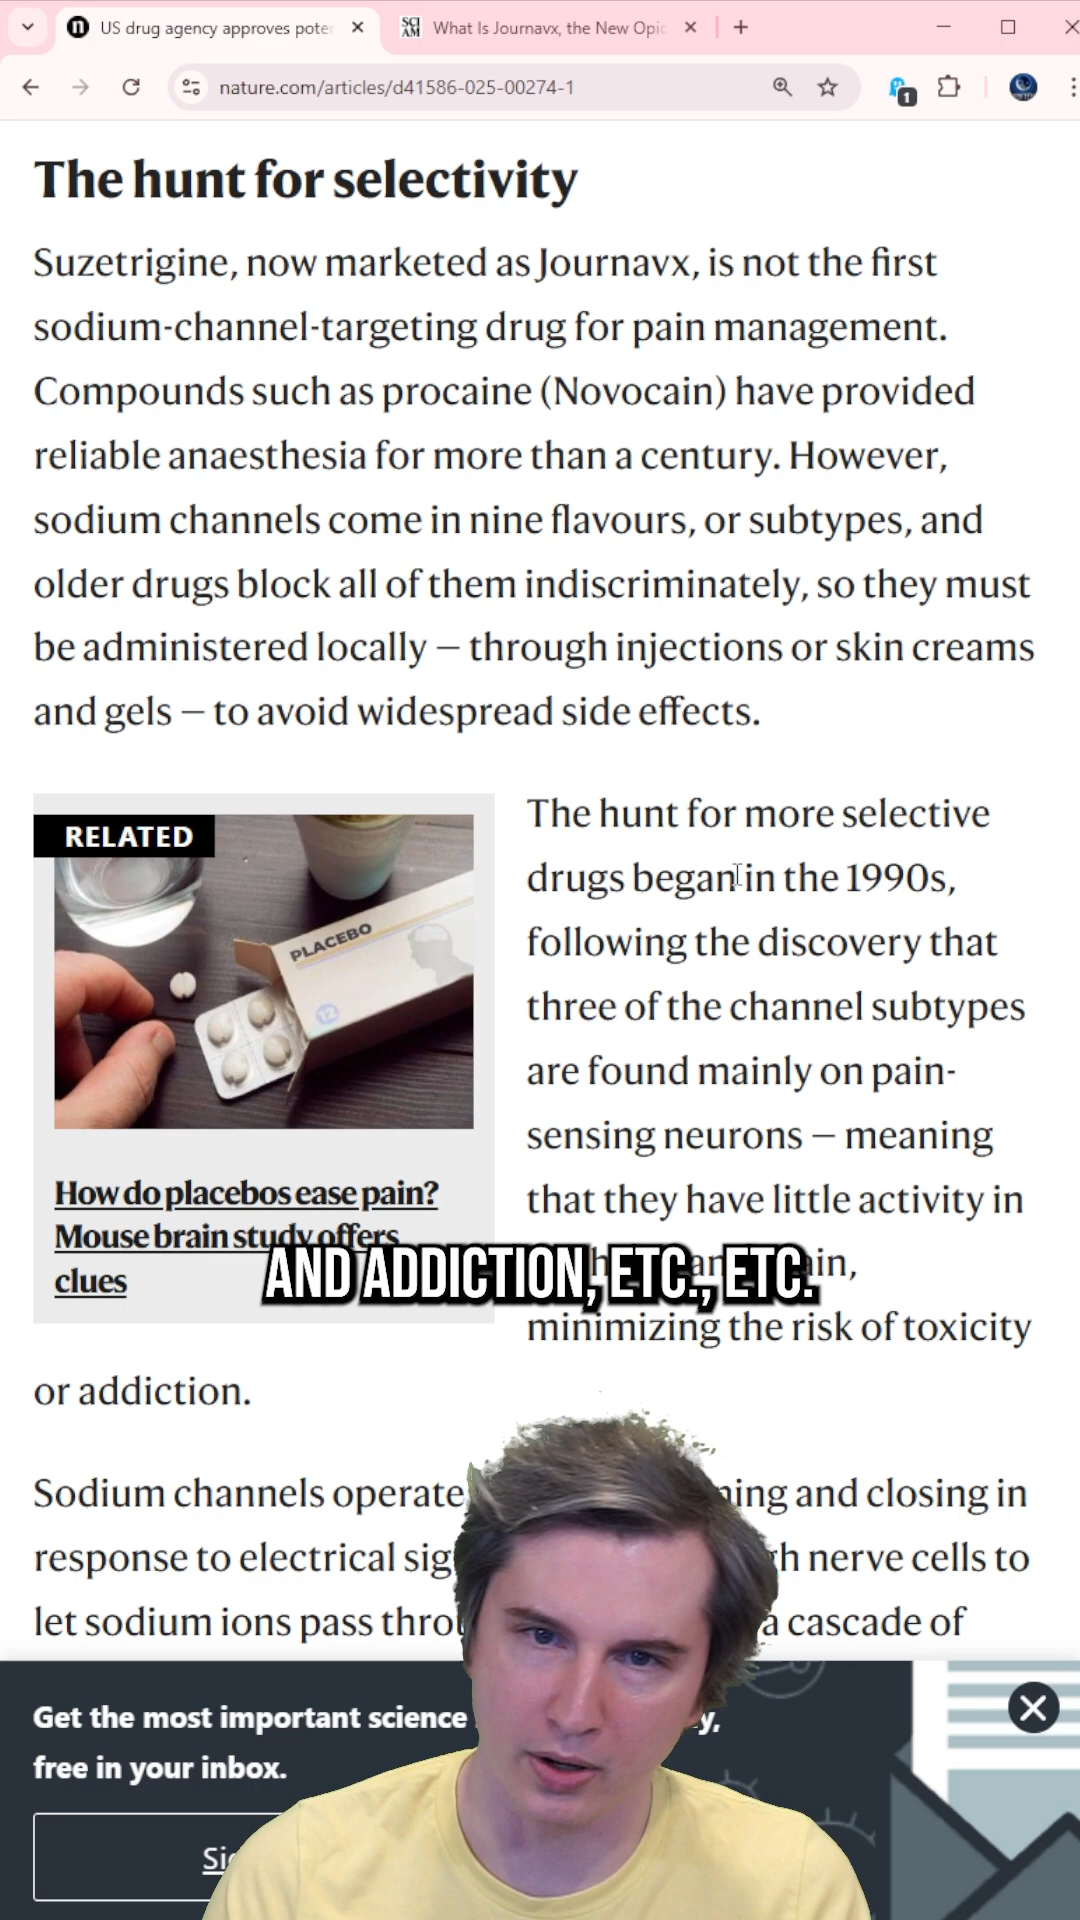 US drug agency approves poter
What Is Journavx, the New Opic
nature.com/articles/d41586-025-00274-1
1
The hunt for selectivity
Suzetrigine, now marketed as Journavx, is not the first
sodium-channel-targeting drug for pain management.
Compounds such as procaine (Novocain) have provided
reliable anaesthesia for more than a century. However,
sodium channels come in nine flavours, or subtypes, and
older drugs block all of them indiscriminately, so they must
be administered locally — through injections or skin creams
and gels — to avoid widespread side effects.
RELATED
PLACEBO
12
How do placebos ease pain?
Mouse brain study offers
clues
The hunt for more selective
drugs began in the 1990s,
following the discovery that
three of the channel subtypes
are found mainly on pain-
sensing neurons — meaning
that they have little activity in
minimizing the risk of toxicity
or addiction.
AND ADDICTION, ETC., ETC.
Sodium channels operate
ning and closing in
response to electrical sig
gh nerve cells to
let sodium ions pass throu
a cascade of
Get the most important science
y,
free in your inbox.
Sig